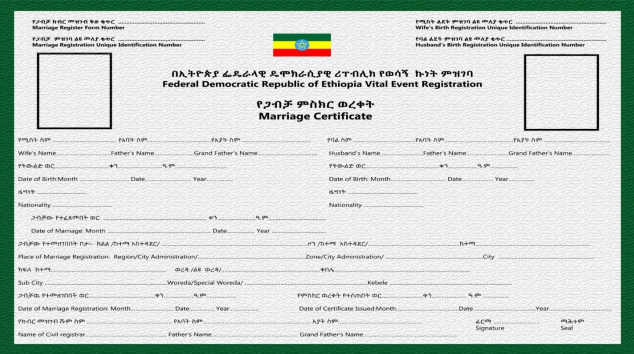 የጋብቻ ክብር መዝገብ ቅጽ ቁጥር
Marriage Register Form Number
የጋብቻ ምዝገባ ልዩ መለያ ቁጥር
Marriage Registration Unique Identification Number
የሚስት ልደት ምዝገባ ልዩ መለያ ቁጥር
Wife's Birth Registration Unique Identification Number
የባል ልደት ምዝገባ ልዩ መለያ ቁጥር
Husband's Birth Registration Unique Identification Number
በኢትዮጵያ ፌዴራላዊ ዴሞክራሲያዊ ሪፐብሊክ የወሳኝ ኩነት ምዝገባ
Federal Democratic Republic of Ethiopia Vital Event Registration
የጋብቻ ምስክር ወረቀት
Marriage Certificate
የሚስት ስም የአባት ስም የአያት ስም
Wife's Name Father's Name Grand Father's Name
የትውልድ ወር ቀን ዓ.ም
Date of Birth:Month Date Year
ዜግነት
Nationality
የባል ስም የአባት ስም የአያት ስም
Husband's Name Father's Name Grand Father's Name
የትውልድ ወር ቀን ዓ.ም
Date of Birth: Month Date Year
ዜግነት
Nationality
ጋብቻው የተፈጸመበት ወር ቀን ዓ.ም
Date of Marriage: Month Date Year
ጋብቻው የተመዘገበበት ቦታ፡- ክልል /ከተማ አስተዳደር/ ዞን /ከተማ አስተዳደር/ ከተማ
Place of Marriage Registration: Region/City Administration/ Zone/City Administration/ City
ክፍለ ከተማ ወረዳ /ልዩ ወረዳ/ ቀበሌ
Sub City Woreda/Special Woreda/ Kebele
ጋብቻዉ የተመዘገበበት ወር ቀን ዓ.ም የምስክር ወረቀት የተሰጠበት ወር ቀን ዓ.ም
Date of Marriage Registration: Month Date Year Date of Certificate Issued:Month Date Year
የክብር መዝገብ ሹም ስም የአባት ስም አያት ስም ፊርማ ማሕተም
Name of Civil registrar Father's Name Grand Father's Name Signature Seal